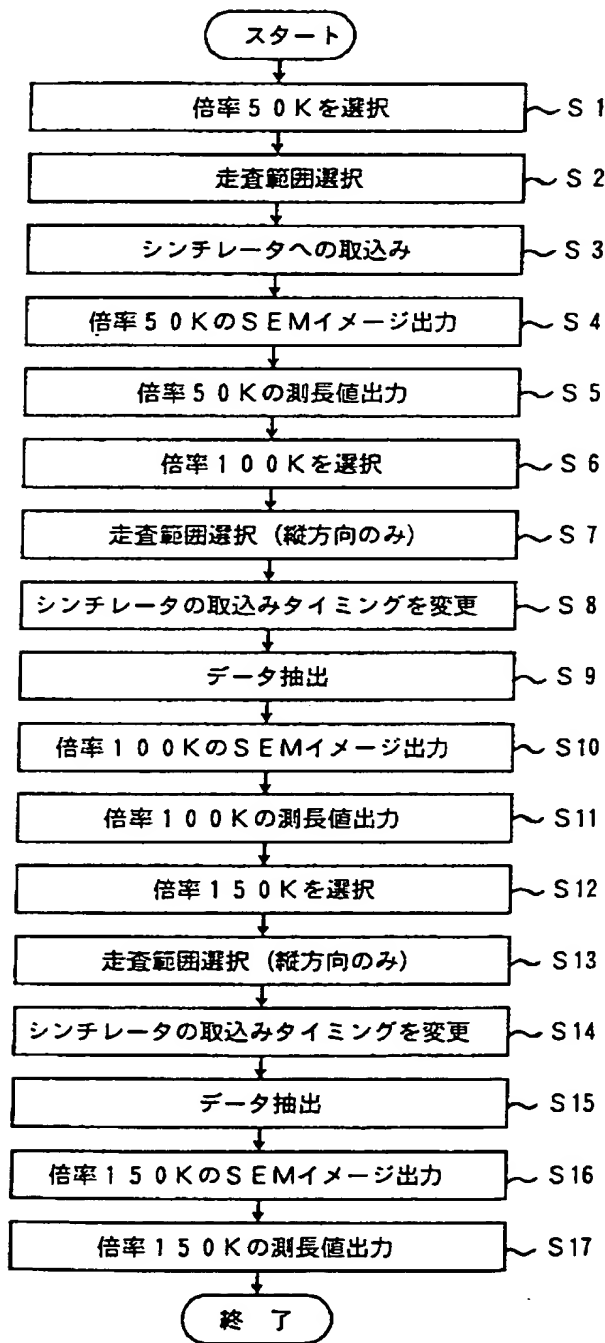 スタート
倍率50Kを選択 S1
走査範囲選択 S2
シンチレータへの取込み S3
倍率50KのSEMイメージ出力 S4
倍率50Kの測長値出力 S5
倍率100Kを選択 S6
走査範囲選択(縦方向のみ) S7
シンチレータの取込みタイミングを変更 S8
データ抽出 S9
倍率100KのSEMイメージ出力 S10
倍率100Kの測長値出力 S11
倍率150Kを選択 S12
走査範囲選択(縦方向のみ) S13
シンチレータの取込みタイミングを変更 S14
データ抽出 S15
倍率150KのSEMイメージ出力 S16
倍率150Kの測長値出力 S17
終了